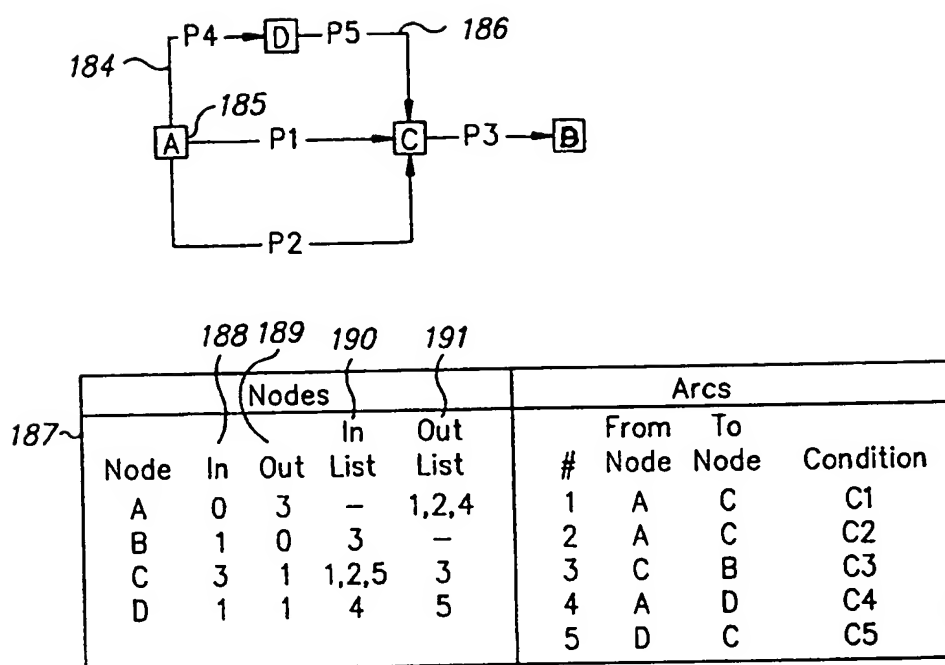 P4 D P5 186
184
185
A P1 C P3 B
P2
188 189 190 191
Nodes Arcs
187
In Out From To
Node In Out List List # Node Node Condition
A 0 3 – 1,2,4 1 A C C1
B 1 0 3 – 2 A C C2
C 3 1 1,2,5 3 3 C B C3
D 1 1 4 5 4 A D C4
5 D C C5